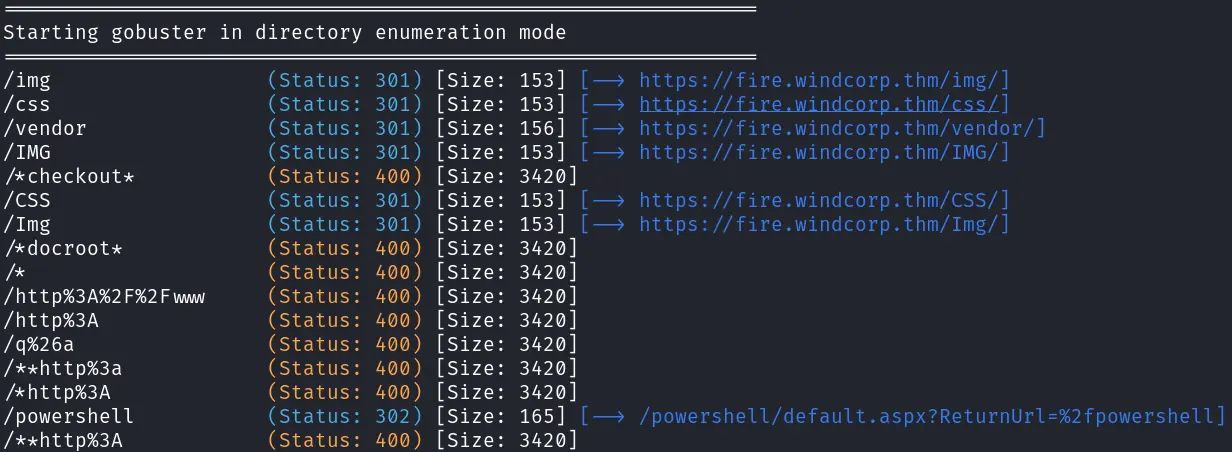 ===============================================================
Starting gobuster in directory enumeration mode
===============================================================
/img                  (Status: 301) [Size: 153] [--> https://fire.windcorp.thm/img/]
/css                  (Status: 301) [Size: 153] [--> https://fire.windcorp.thm/css/]
/vendor               (Status: 301) [Size: 156] [--> https://fire.windcorp.thm/vendor/]
/IMG                  (Status: 301) [Size: 153] [--> https://fire.windcorp.thm/IMG/]
/*checkout*           (Status: 400) [Size: 3420]
/CSS                  (Status: 301) [Size: 153] [--> https://fire.windcorp.thm/CSS/]
/Img                  (Status: 301) [Size: 153] [--> https://fire.windcorp.thm/Img/]
/*docroot*            (Status: 400) [Size: 3420]
/*                    (Status: 400) [Size: 3420]
/http%3A%2F%2Fwww     (Status: 400) [Size: 3420]
/http%3A              (Status: 400) [Size: 3420]
/q%26a                (Status: 400) [Size: 3420]
/**http%3a            (Status: 400) [Size: 3420]
/*http%3A             (Status: 400) [Size: 3420]
/powershell           (Status: 302) [Size: 165] [--> /powershell/default.aspx?ReturnUrl=%2fpowershell]
/**http%3A            (Status: 400) [Size: 3420]